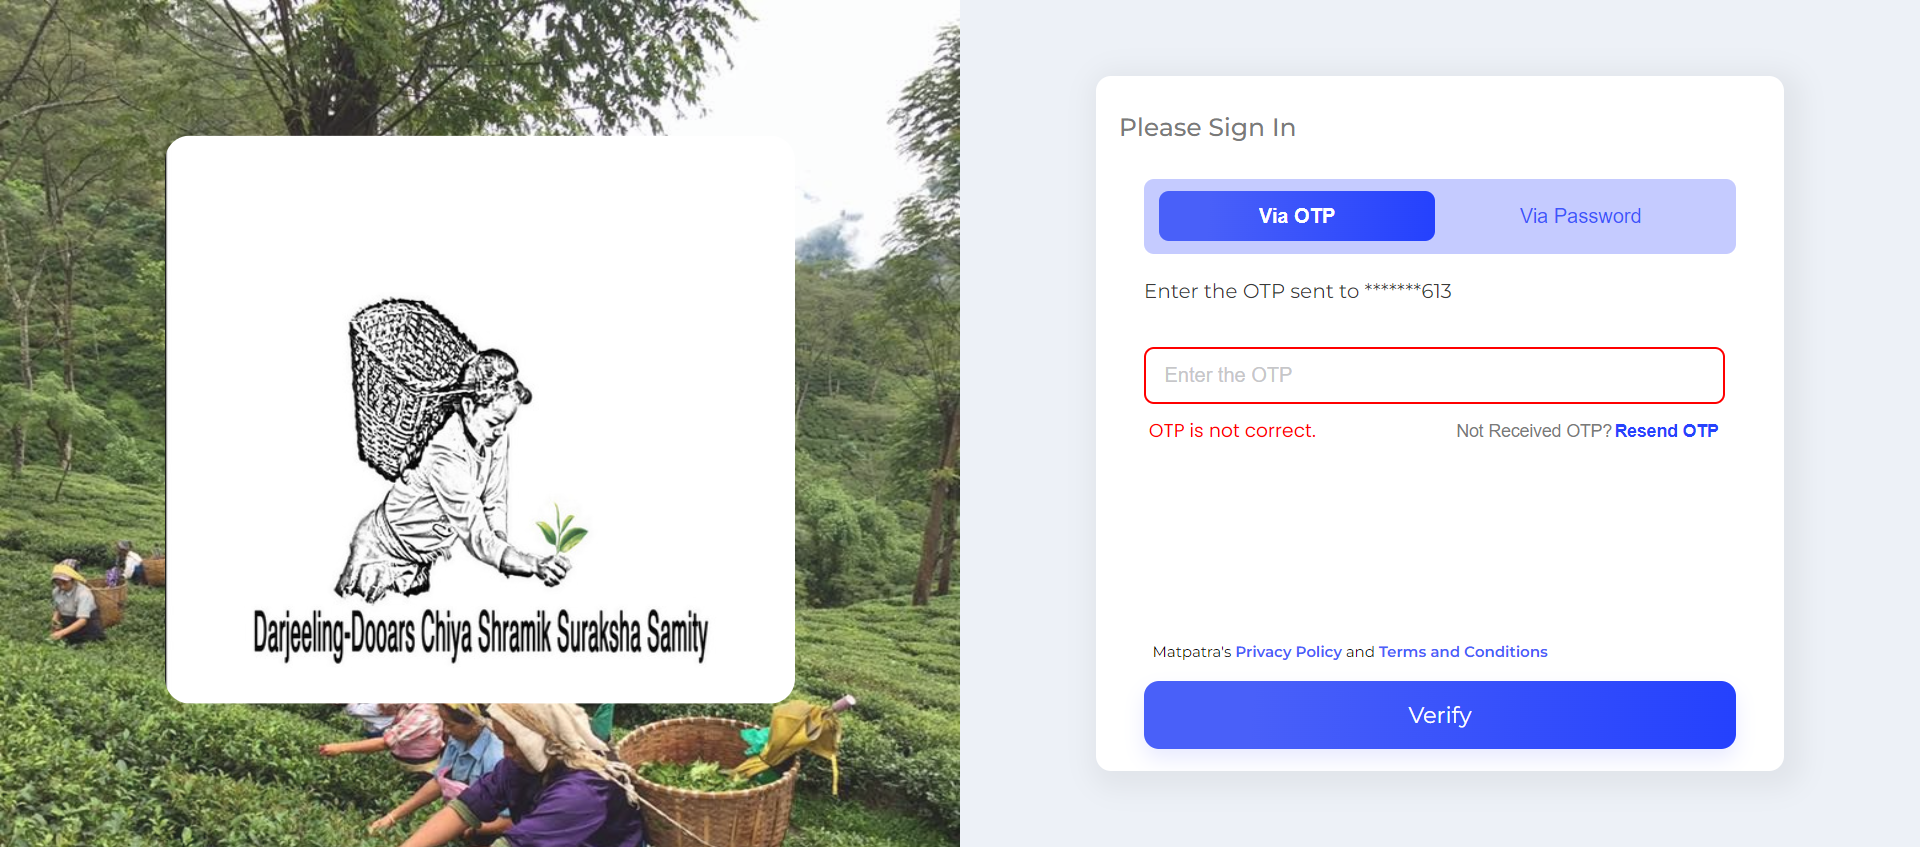 Darjeeling-Dooars Chiya Shramik Suraksha Samity
Please Sign In
Via OTP
Via Password
Enter the OTP sent to *******613
Enter the OTP
OTP is not correct.
Not Received OTP? Resend OTP
Matpatra's Privacy Policy and Terms and Conditions
Verify